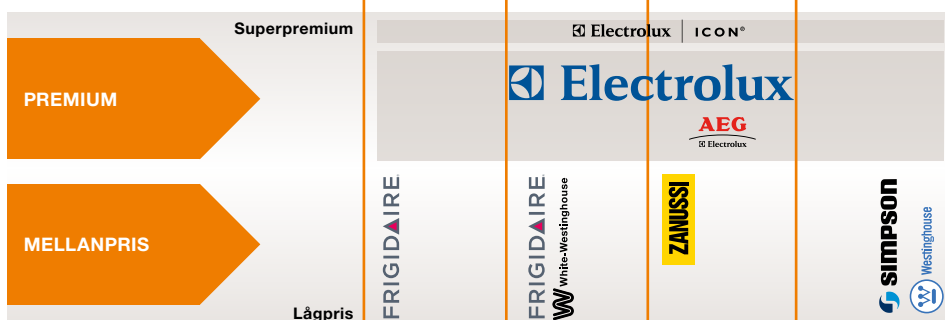 Superpremium
Electrolux | ICON®
PREMIUM
Electrolux
AEG
Electrolux
MELLANPRIS
FRIGIDAIRE
FRIGIDAIRE
White-Westinghouse
ZANUSSI
SIMPSON
Westinghouse
Lågpris